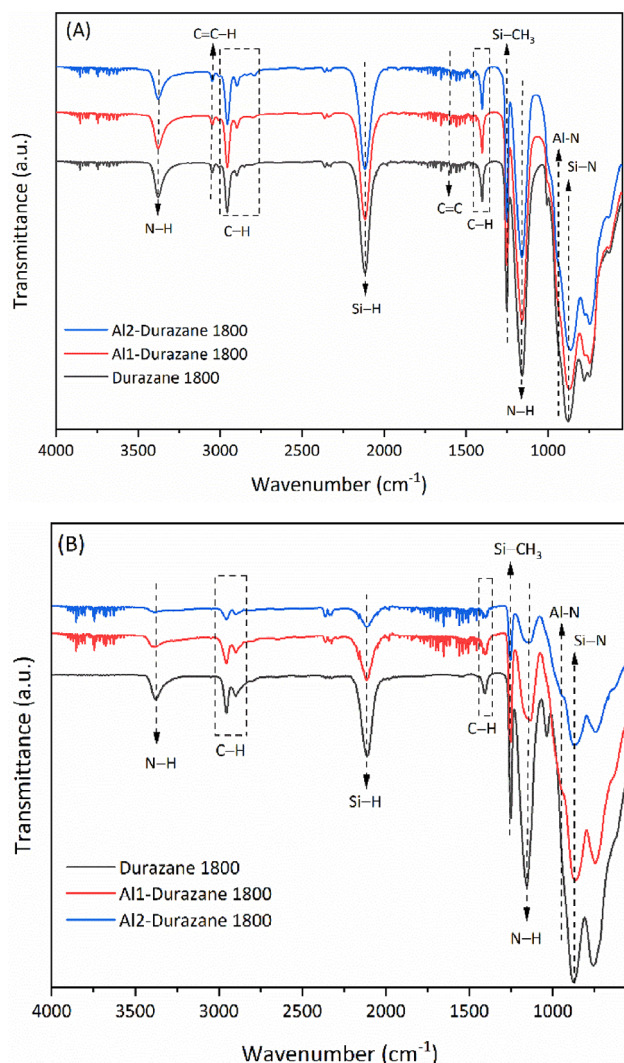 (A)
C=C−H
Si−CH3
Al-N
Si−N
N−H
C−H
C=C
C−H
Si−H
Al2-Durazane 1800
Al1-Durazane 1800
Durazane 1800
N−H
Transmittance (a.u.)
4000 3500 3000 2500 2000 1500 1000
Wavenumber (cm−1)
(B)
Si−CH3
Al-N
Si−N
C−H
N−H
C−H
Si−H
Durazane 1800
Al1-Durazane 1800
Al2-Durazane 1800
N−H
Transmittance (a.u.)
4000 3500 3000 2500 2000 1500 1000
Wavenumber (cm−1)